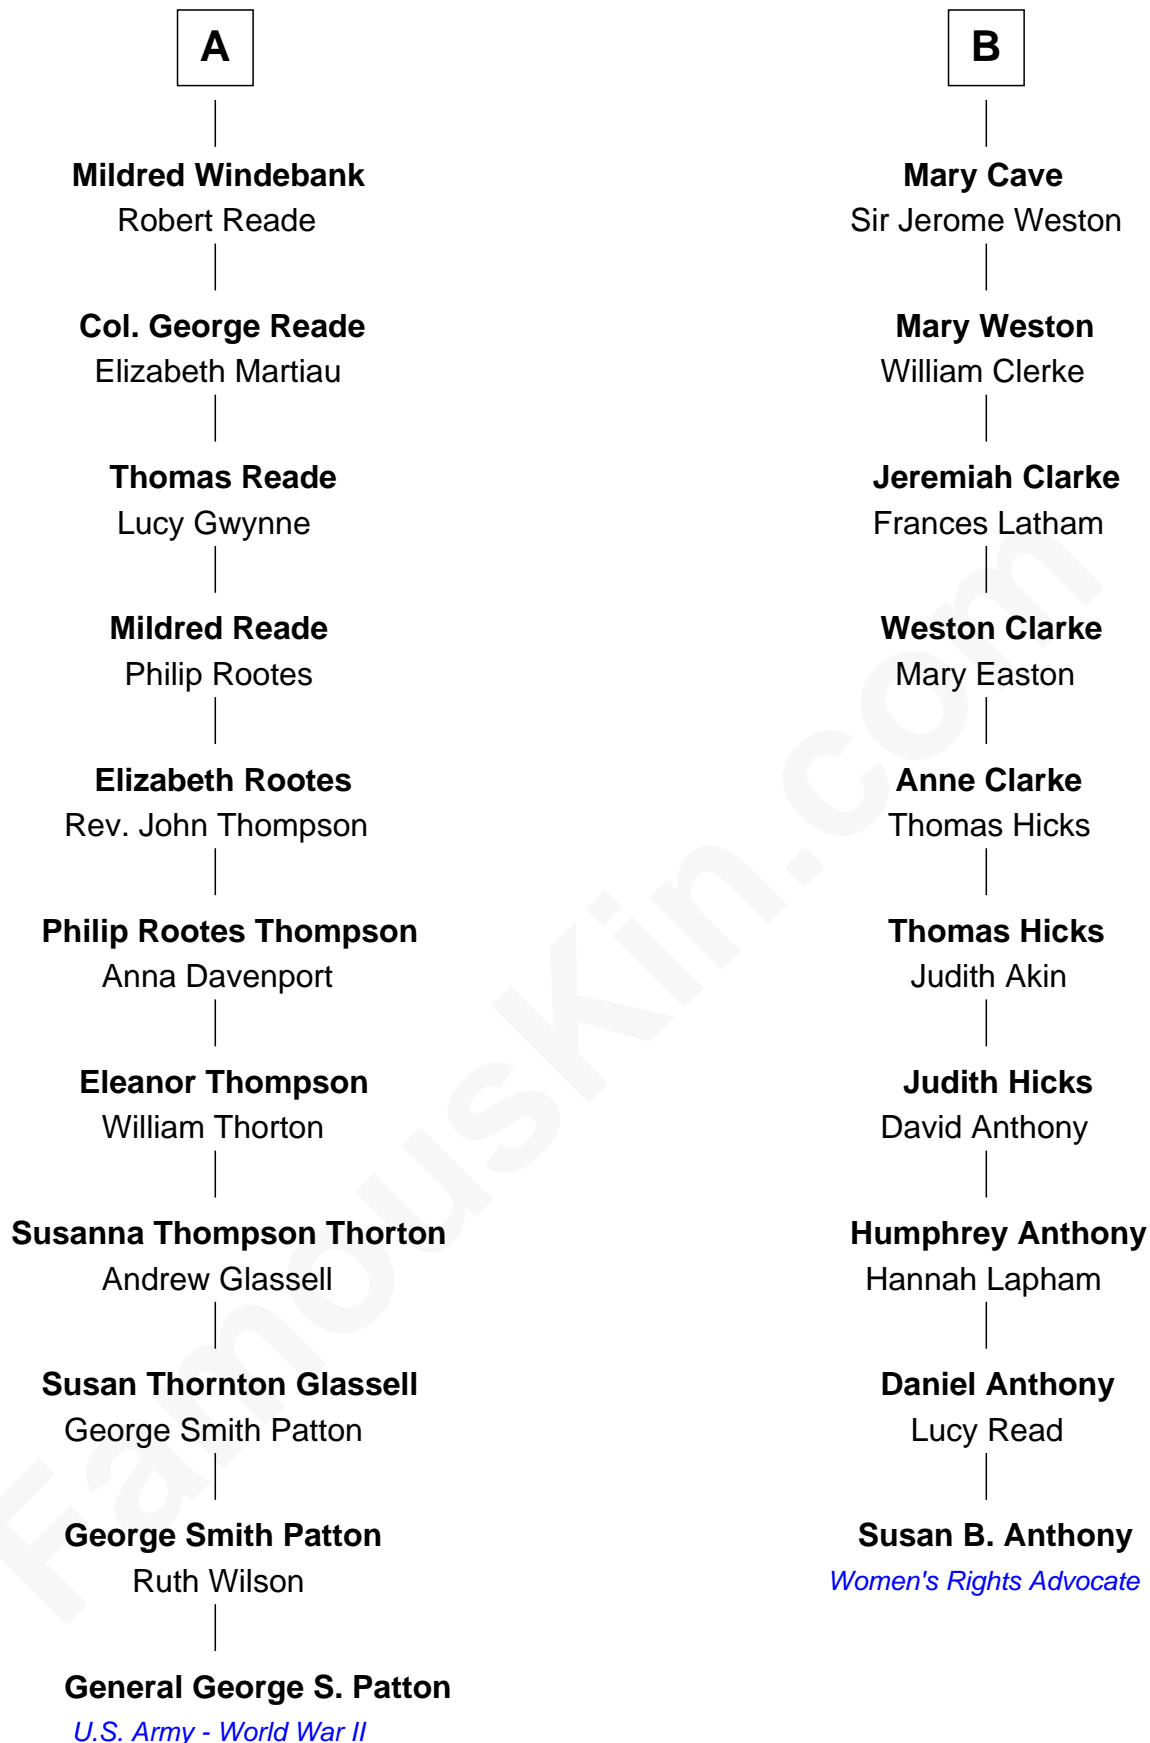 A
Mildred Windebank
Robert Reade
Col. George Reade
Elizabeth Martiau
Thomas Reade
Lucy Gwynne
Mildred Reade
Philip Rootes
Elizabeth Rootes
Rev. John Thompson
Philip Rootes Thompson
Anna Davenport
Eleanor Thompson
William Thorton
Susanna Thompson Thorton
Andrew Glassell
Susan Thornton Glassell
George Smith Patton
George Smith Patton
Ruth Wilson
General George S. Patton
U.S. Army - World War II
B
Mary Cave
Sir Jerome Weston
Mary Weston
William Clerke
Jeremiah Clarke
Frances Latham
Weston Clarke
Mary Easton
Anne Clarke
Thomas Hicks
Thomas Hicks
Judith Akin
Judith Hicks
David Anthony
Humphrey Anthony
Hannah Lapham
Daniel Anthony
Lucy Read
Susan B. Anthony
Women's Rights Advocate
FamousKin.com